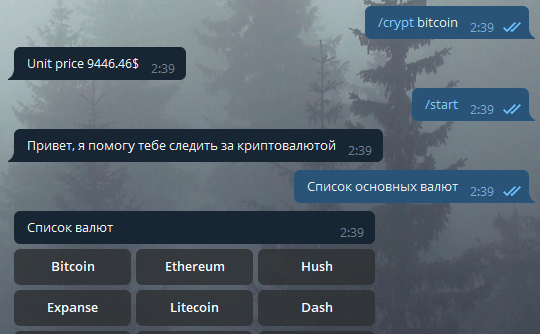 /crypt bitcoin 2:39
Unit price 9446.46$ 2:39
/start 2:39
Привет, я помогу тебе следить за криптовалютой 2:39
Список основных валют 2:39
Список валют 2:39
Bitcoin Ethereum Hush
Expanse Litecoin Dash